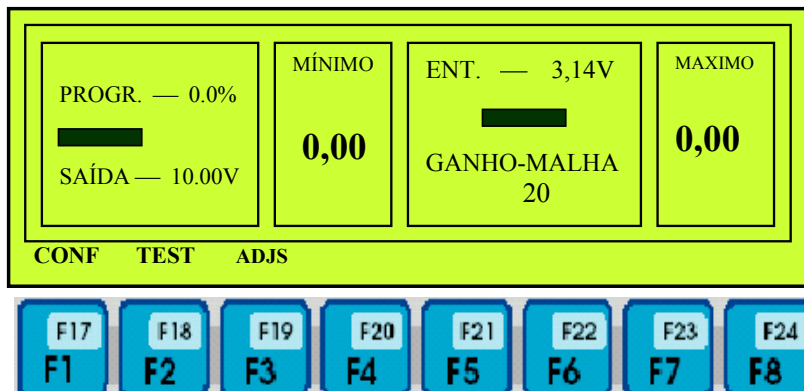 PROGR. — 0.0%
SAÍDA — 10.00V
MÍNIMO
0,00
ENT. — 3,14V
GANHO-MALHA
20
MAXIMO
0,00
CONF TEST ADJS
F17 F18 F19 F20 F21 F22 F23 F24
F1 F2 F3 F4 F5 F6 F7 F8